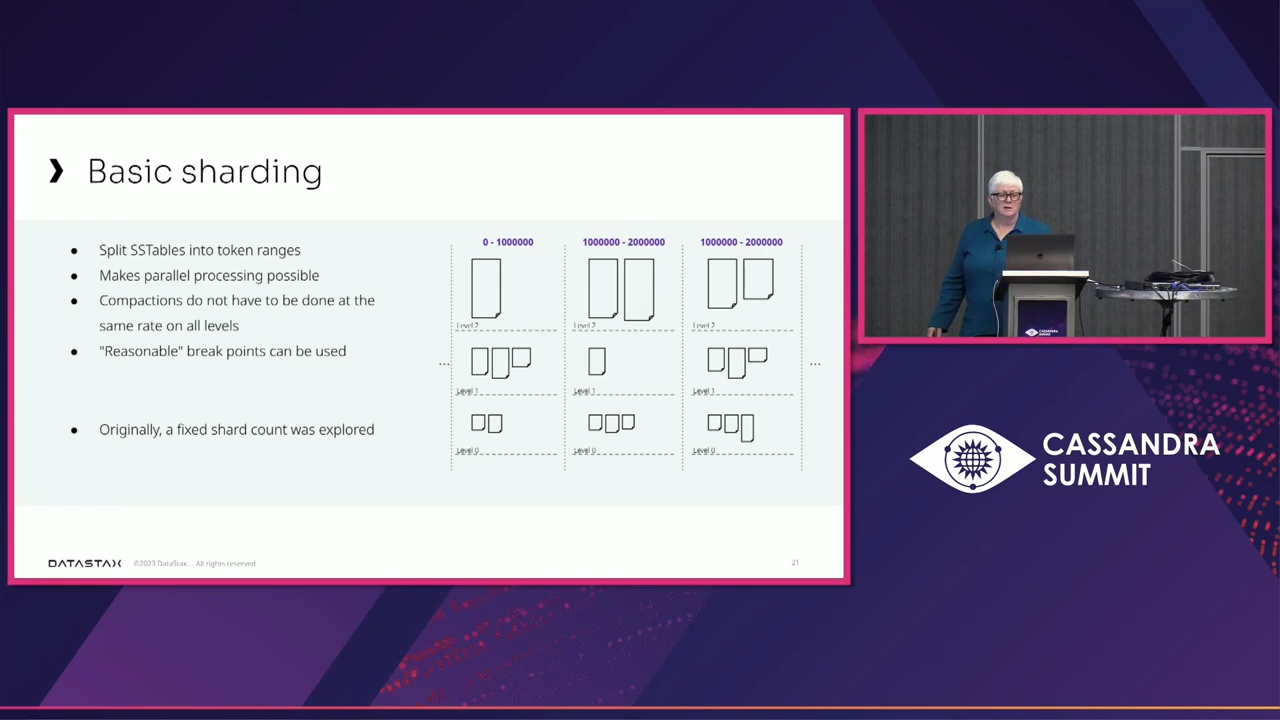 Basic sharding
● Split SSTables into token ranges
● Makes parallel processing possible
● Compactions do not have to be done at the
same rate on all levels
● "Reasonable" break points can be used
● Originally, a fixed shard count was explored
0 - 1000000
1000000 - 2000000
1000000 - 2000000
Level 2
Level 2
Level 2
...
...
Level 1
Level 1
Level 1
Level 0
Level 0
Level 0
DATASTAX
©2023 DataStax. – All rights reserved
21
CASSANDRA
SUMMIT
CASSANDRA
SUMMIT